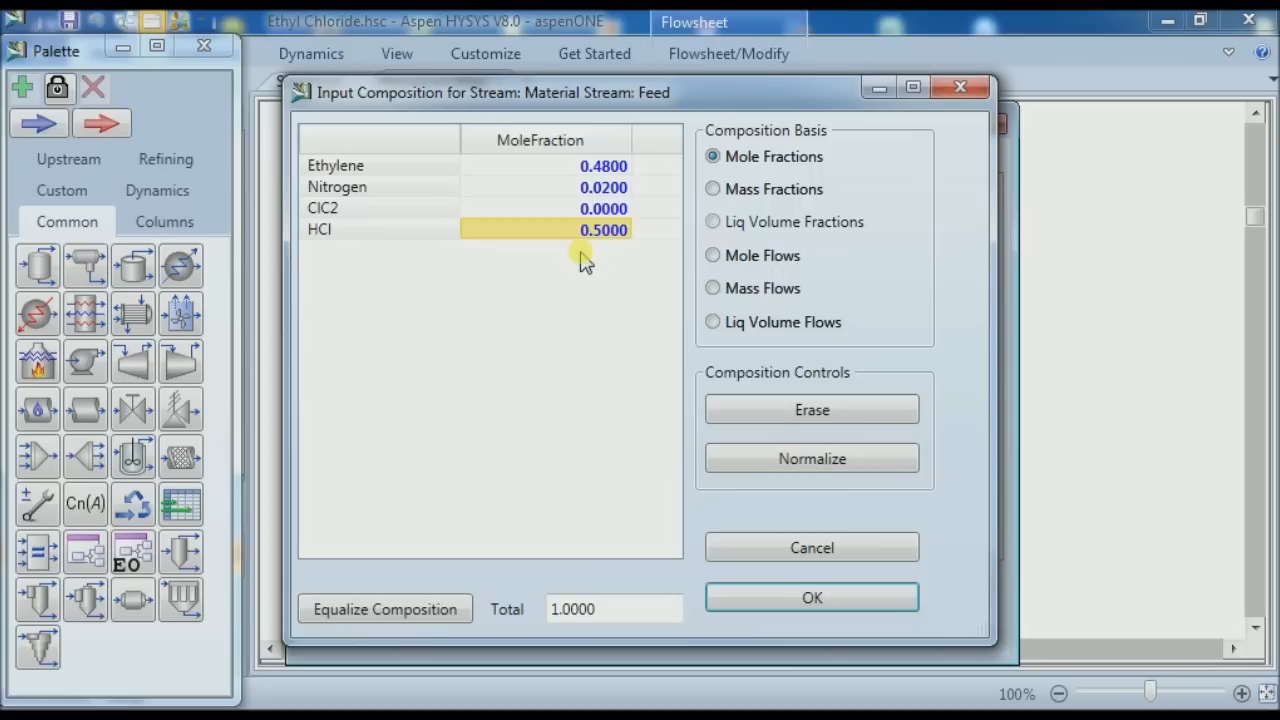 Ethyl Chloride.hsc - Aspen HYSYS V8.0 - aspenONE
Flowsheet
Palette
Dynamics View Customize Get Started Flowsheet/Modify
Input Composition for Stream: Material Stream: Feed
Upstream Refining
Custom Dynamics
Common Columns
Cn(A)
EO
MoleFraction
Ethylene 0.4800
Nitrogen 0.0200
ClC2 0.0000
HCl 0.5000
Equalize Composition Total 1.0000
Composition Basis
Mole Fractions
Mass Fractions
Liq Volume Fractions
Mole Flows
Mass Flows
Liq Volume Flows
Composition Controls
Erase
Normalize
Cancel
OK
100%